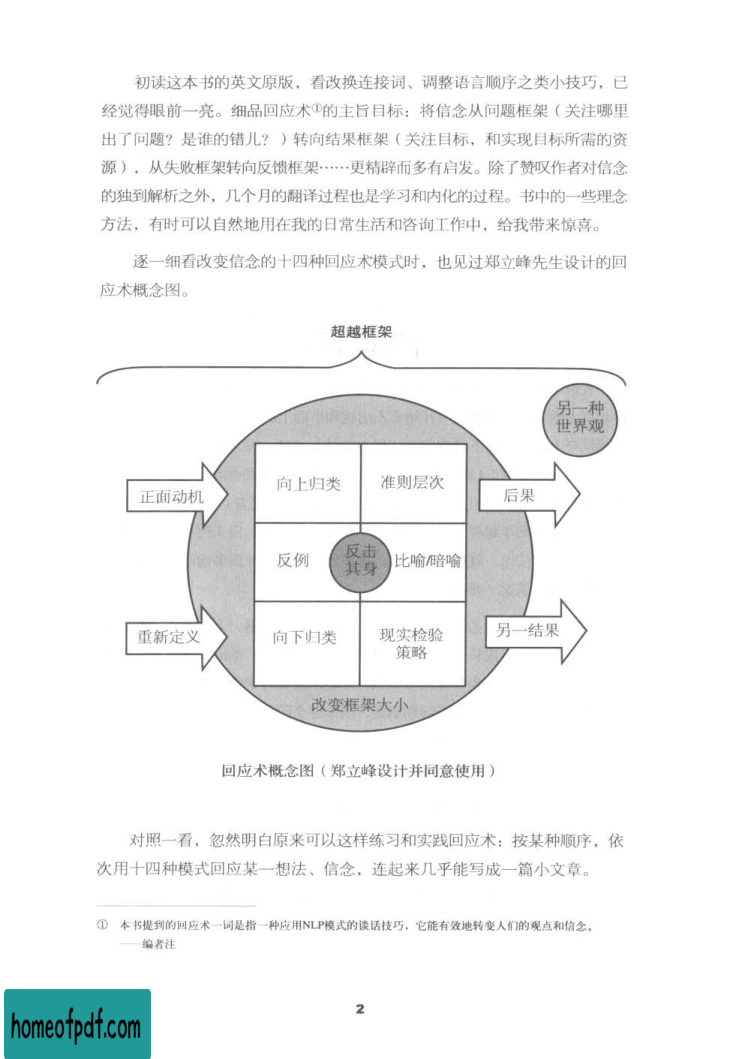 初读这本书的英文原版，看改换连接词、调整语言顺序之类小技巧，已
经觉得眼前一亮。细品回应术①的主旨目标：将信念从问题框架（关注哪里
出了问题？是谁的错儿？）转向结果框架（关注目标，和实现目标所需的资
源），从失败框架转向反馈框架……更精辟而多有启发。除了赞叹作者对信念
的独到解析之外，几个月的翻译过程也是学习和内化的过程。书中的一些理念
方法，有时可以自然地用在我的日常生活和咨询工作中，给我带来惊喜。
逐一细看改变信念的十四种回应术模式时，也见过郑立峰先生设计的回
应术概念图。
超越框架
另一种
世界观
正面动机
向上归类
准则层次
后果
反例
反击
其身
比喻/暗喻
重新定义
向下归类
现实检验
策略
另一结果
改变框架大小
回应术概念图（郑立峰设计并同意使用）
对照一看，忽然明白原来可以这样练习和实践回应术：按某种顺序，依
次用十四种模式回应某一想法、信念，连起来几乎能写成一篇小文章。
① 本书提到的回应术一词是指一种应用NLP模式的谈话技巧，它能有效地转变人们的观点和信念。
——编者注
2
homeofpdf.com